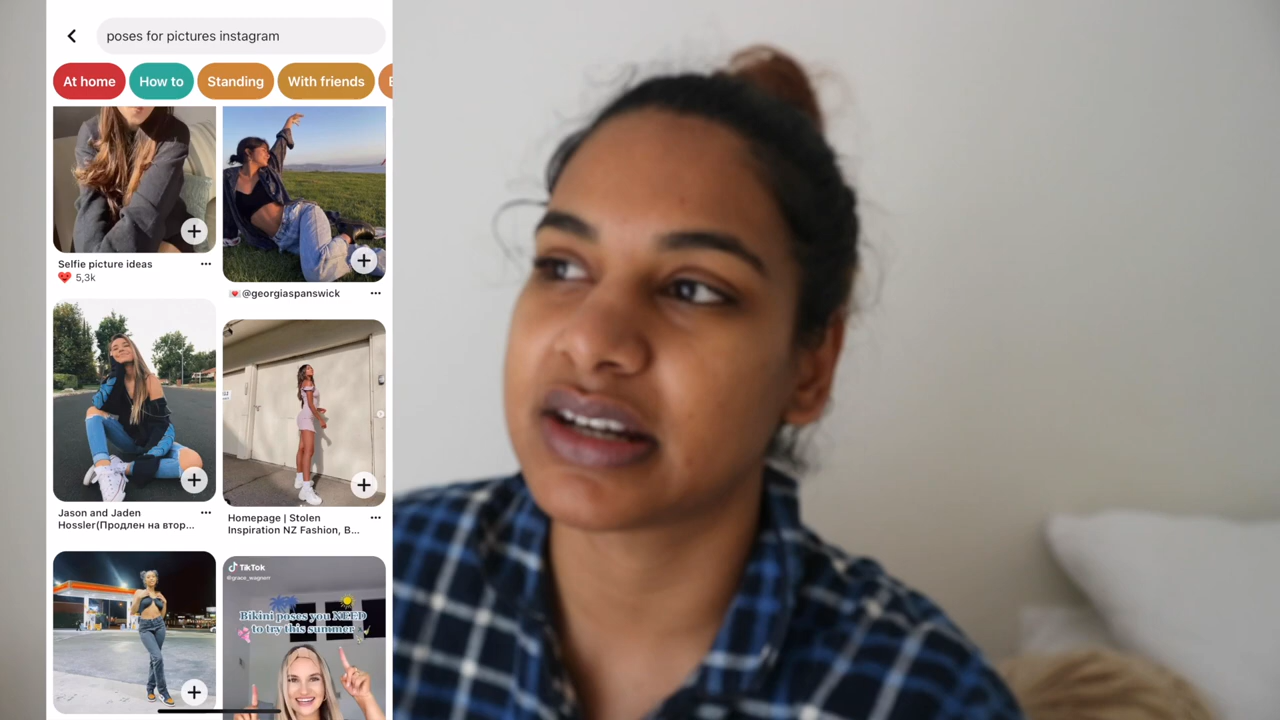 poses for pictures instagram
At home
How to
Standing
With friends
Selfie picture ideas
5,3k
💌 @georgiaspanswick
Jason and Jaden
Hossler(Продлен на втор...
Homepage | Stolen
Inspiration NZ Fashion, B...
TikTok
@grace_wagnerr
Bikini poses you NEED
to try this summer